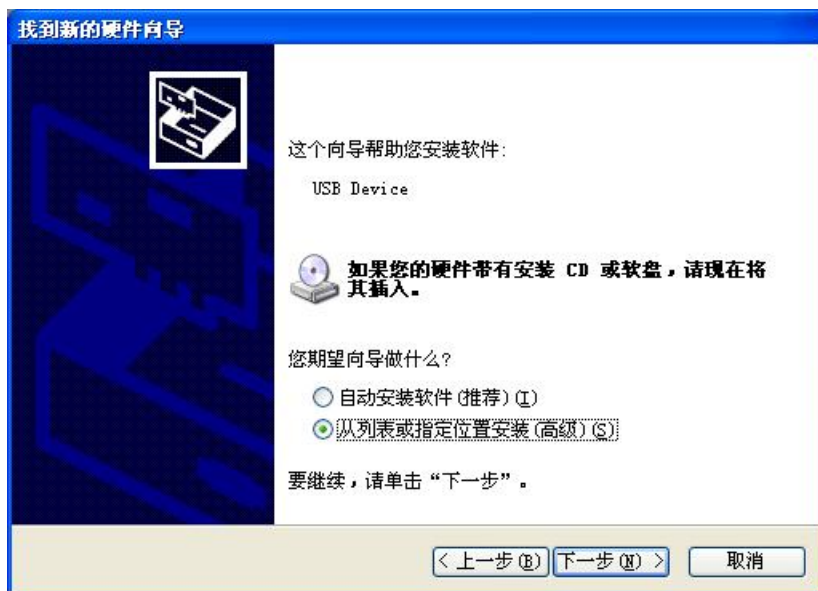 找到新的硬件向导
这个向导帮助您安装软件:
USB Device
如果您的硬件带有安装 CD 或软盘，请现在将
其插入。
您期望向导做什么?
自动安装软件(推荐)(I)
从列表或指定位置安装(高级)(S)
要继续，请单击“下一步”。
< 上一步(B) 下一步(N) > 取消